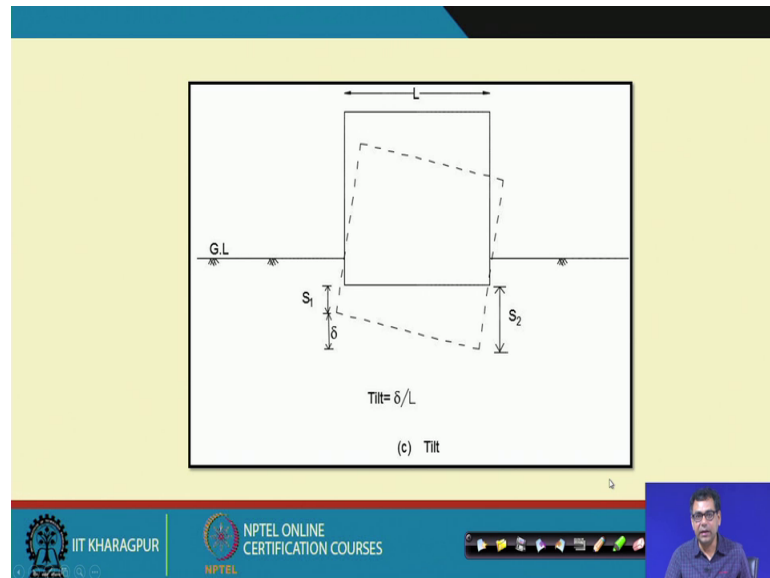 L
G.L
S1
δ
S2
Tilt= δ/L
(c) Tilt
IIT KHARAGPUR
NPTEL
NPTEL ONLINE
CERTIFICATION COURSES